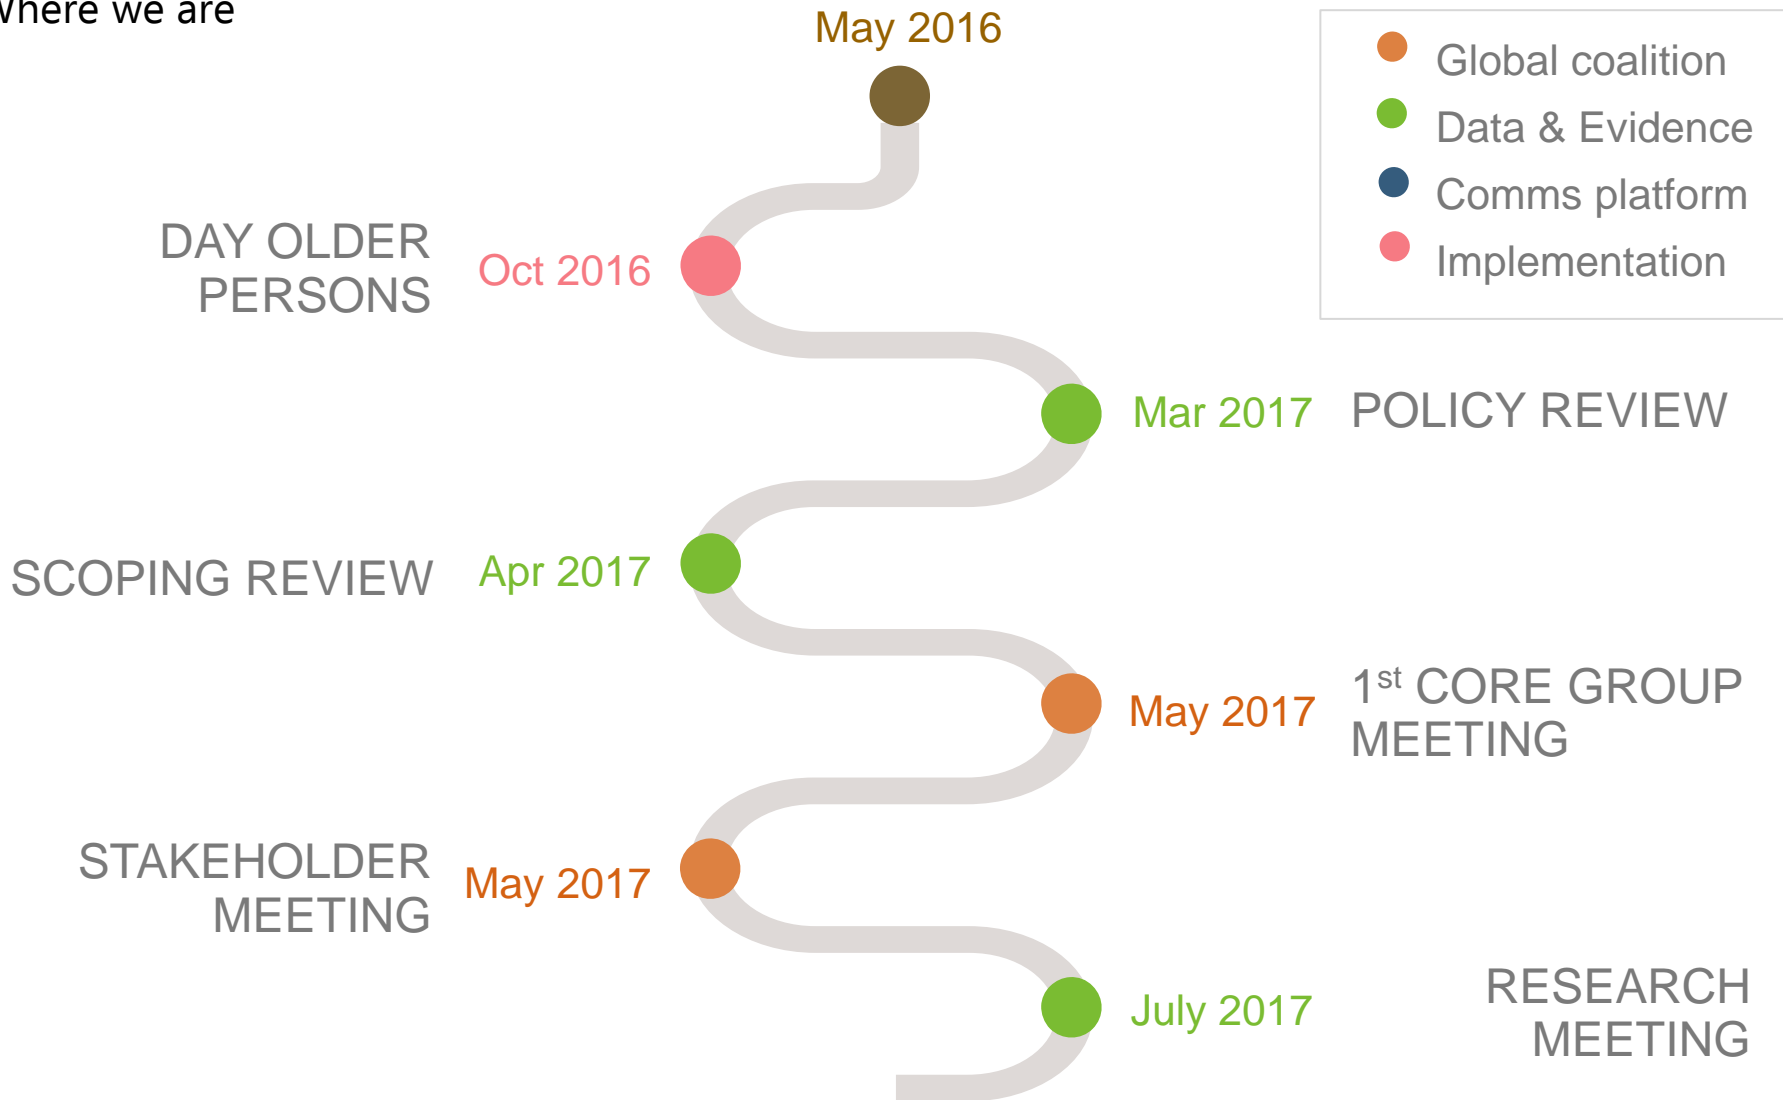 Where we are
May 2016
Global coalition
Data & Evidence
Comms platform
Implementation
DAY OLDER
PERSONS
Oct 2016
Mar 2017
POLICY REVIEW
SCOPING REVIEW
Apr 2017
May 2017
1st CORE GROUP
MEETING
STAKEHOLDER
MEETING
May 2017
July 2017
RESEARCH
MEETING